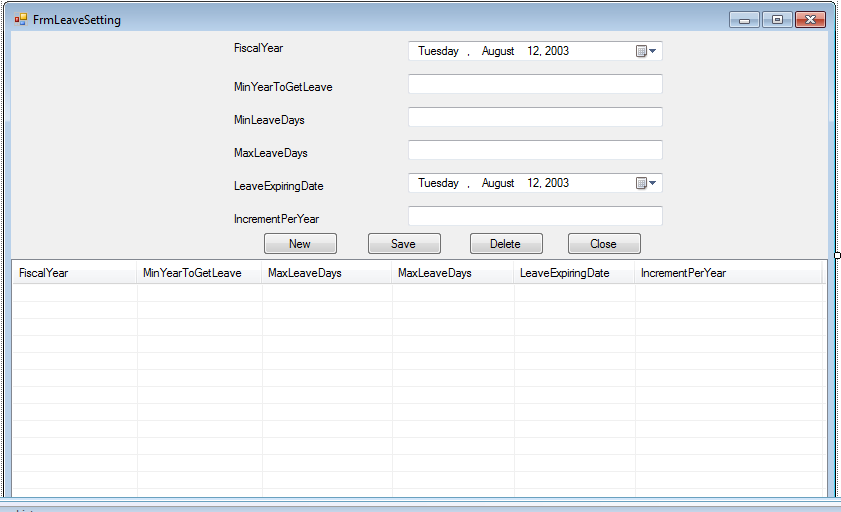 FrmLeaveSetting
FiscalYear Tuesday , August 12, 2003
MinYearToGetLeave
MinLeaveDays
MaxLeaveDays
LeaveExpiringDate Tuesday , August 12, 2003
IncrementPerYear
New Save Delete Close
FiscalYear MinYearToGetLeave MaxLeaveDays MaxLeaveDays LeaveExpiringDate IncrementPerYear